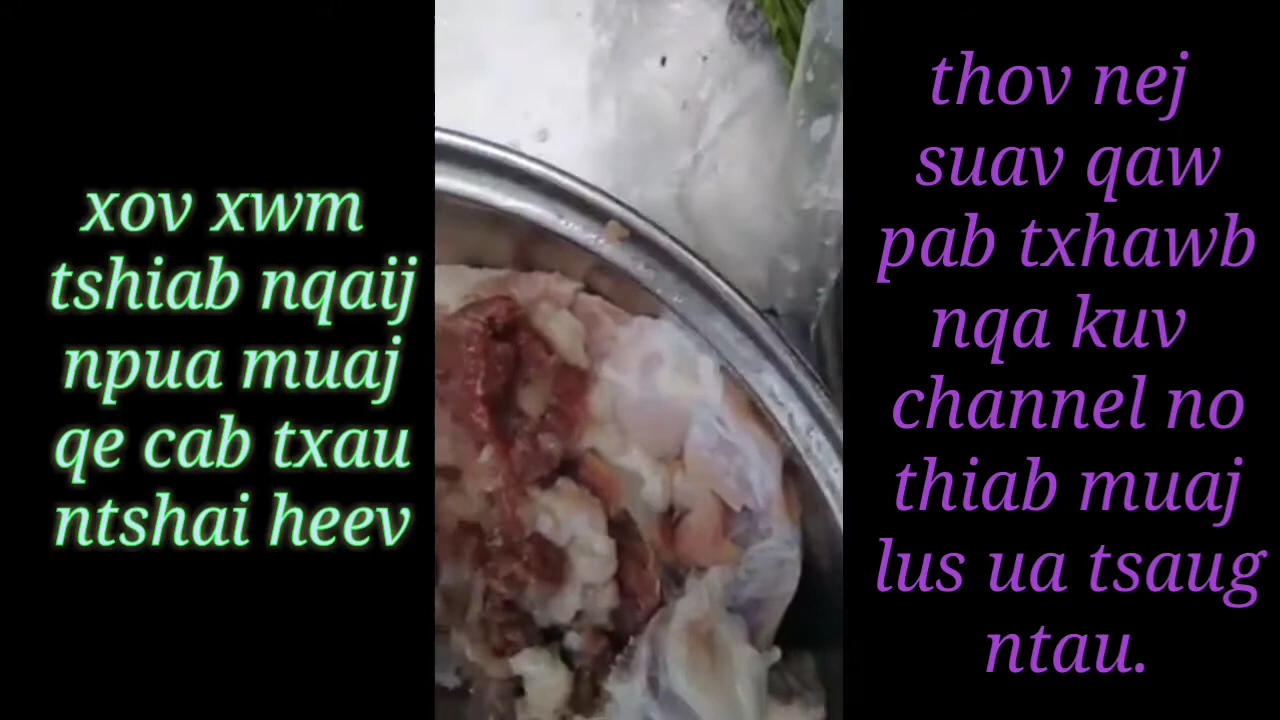 xov xwm
tshiab nqaij
npua muaj
qe cab txau
ntshai heev
thov nej
suav qaw
pab txhawb
nqa kuv
channel no
thiab muaj
lus ua tsaug
ntau.